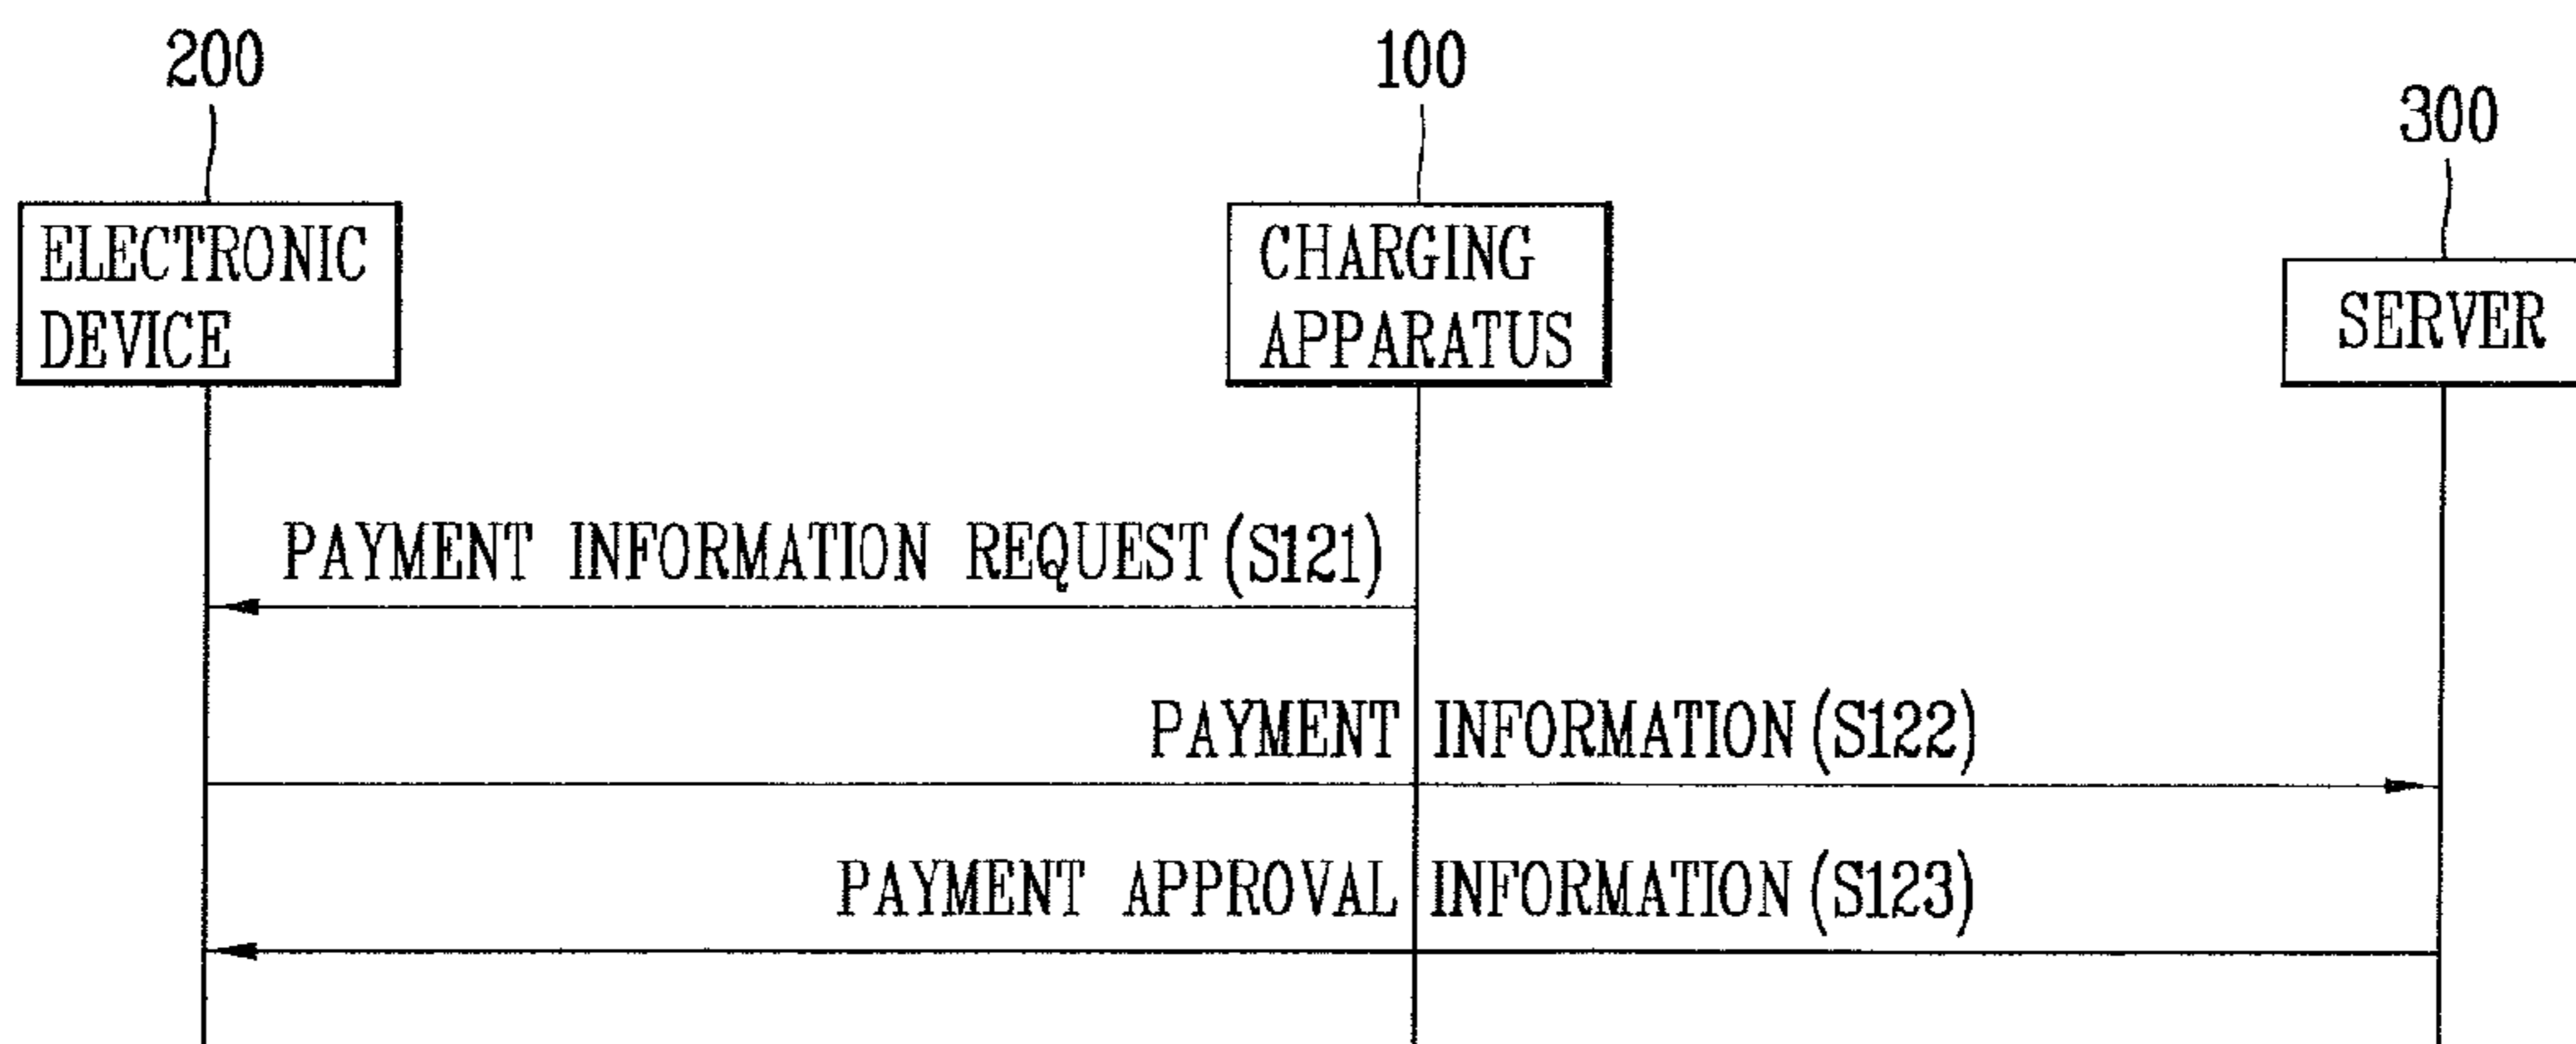 200
100
300
ELECTRONIC
DEVICE
CHARGING
APPARATUS
SERVER
PAYMENT INFORMATION REQUEST(S121)
PAYMENT INFORMATION(S122)
PAYMENT APPROVAL INFORMATION(S123)